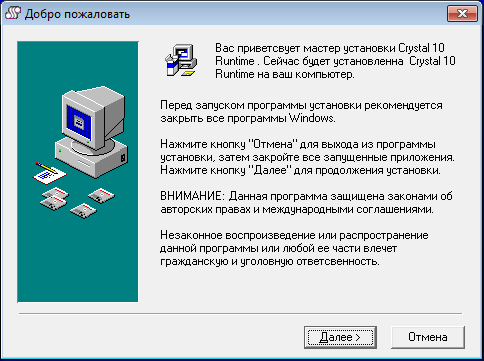 Добро пожаловать
Вас приветсвует мастер установки Crystal 10
Runtime . Сейчас будет установленна Crystal 10
Runtime на ваш компьютер.
Перед запуском программы установки рекомендуется
закрыть все программы Windows.
Нажмите кнопку "Отмена" для выхода из программы
установки, затем закройте все запущенные приложения.
Нажмите кнопку "Далее" для продолжения установки.
ВНИМАНИЕ: Данная программа защищена законами об
авторских правах и международными соглашениями.
Незаконное воспроизведение или распространение
данной программы или любой ее части влечет
гражданскую и уголовную ответсвенность.
Далее >
Отмена